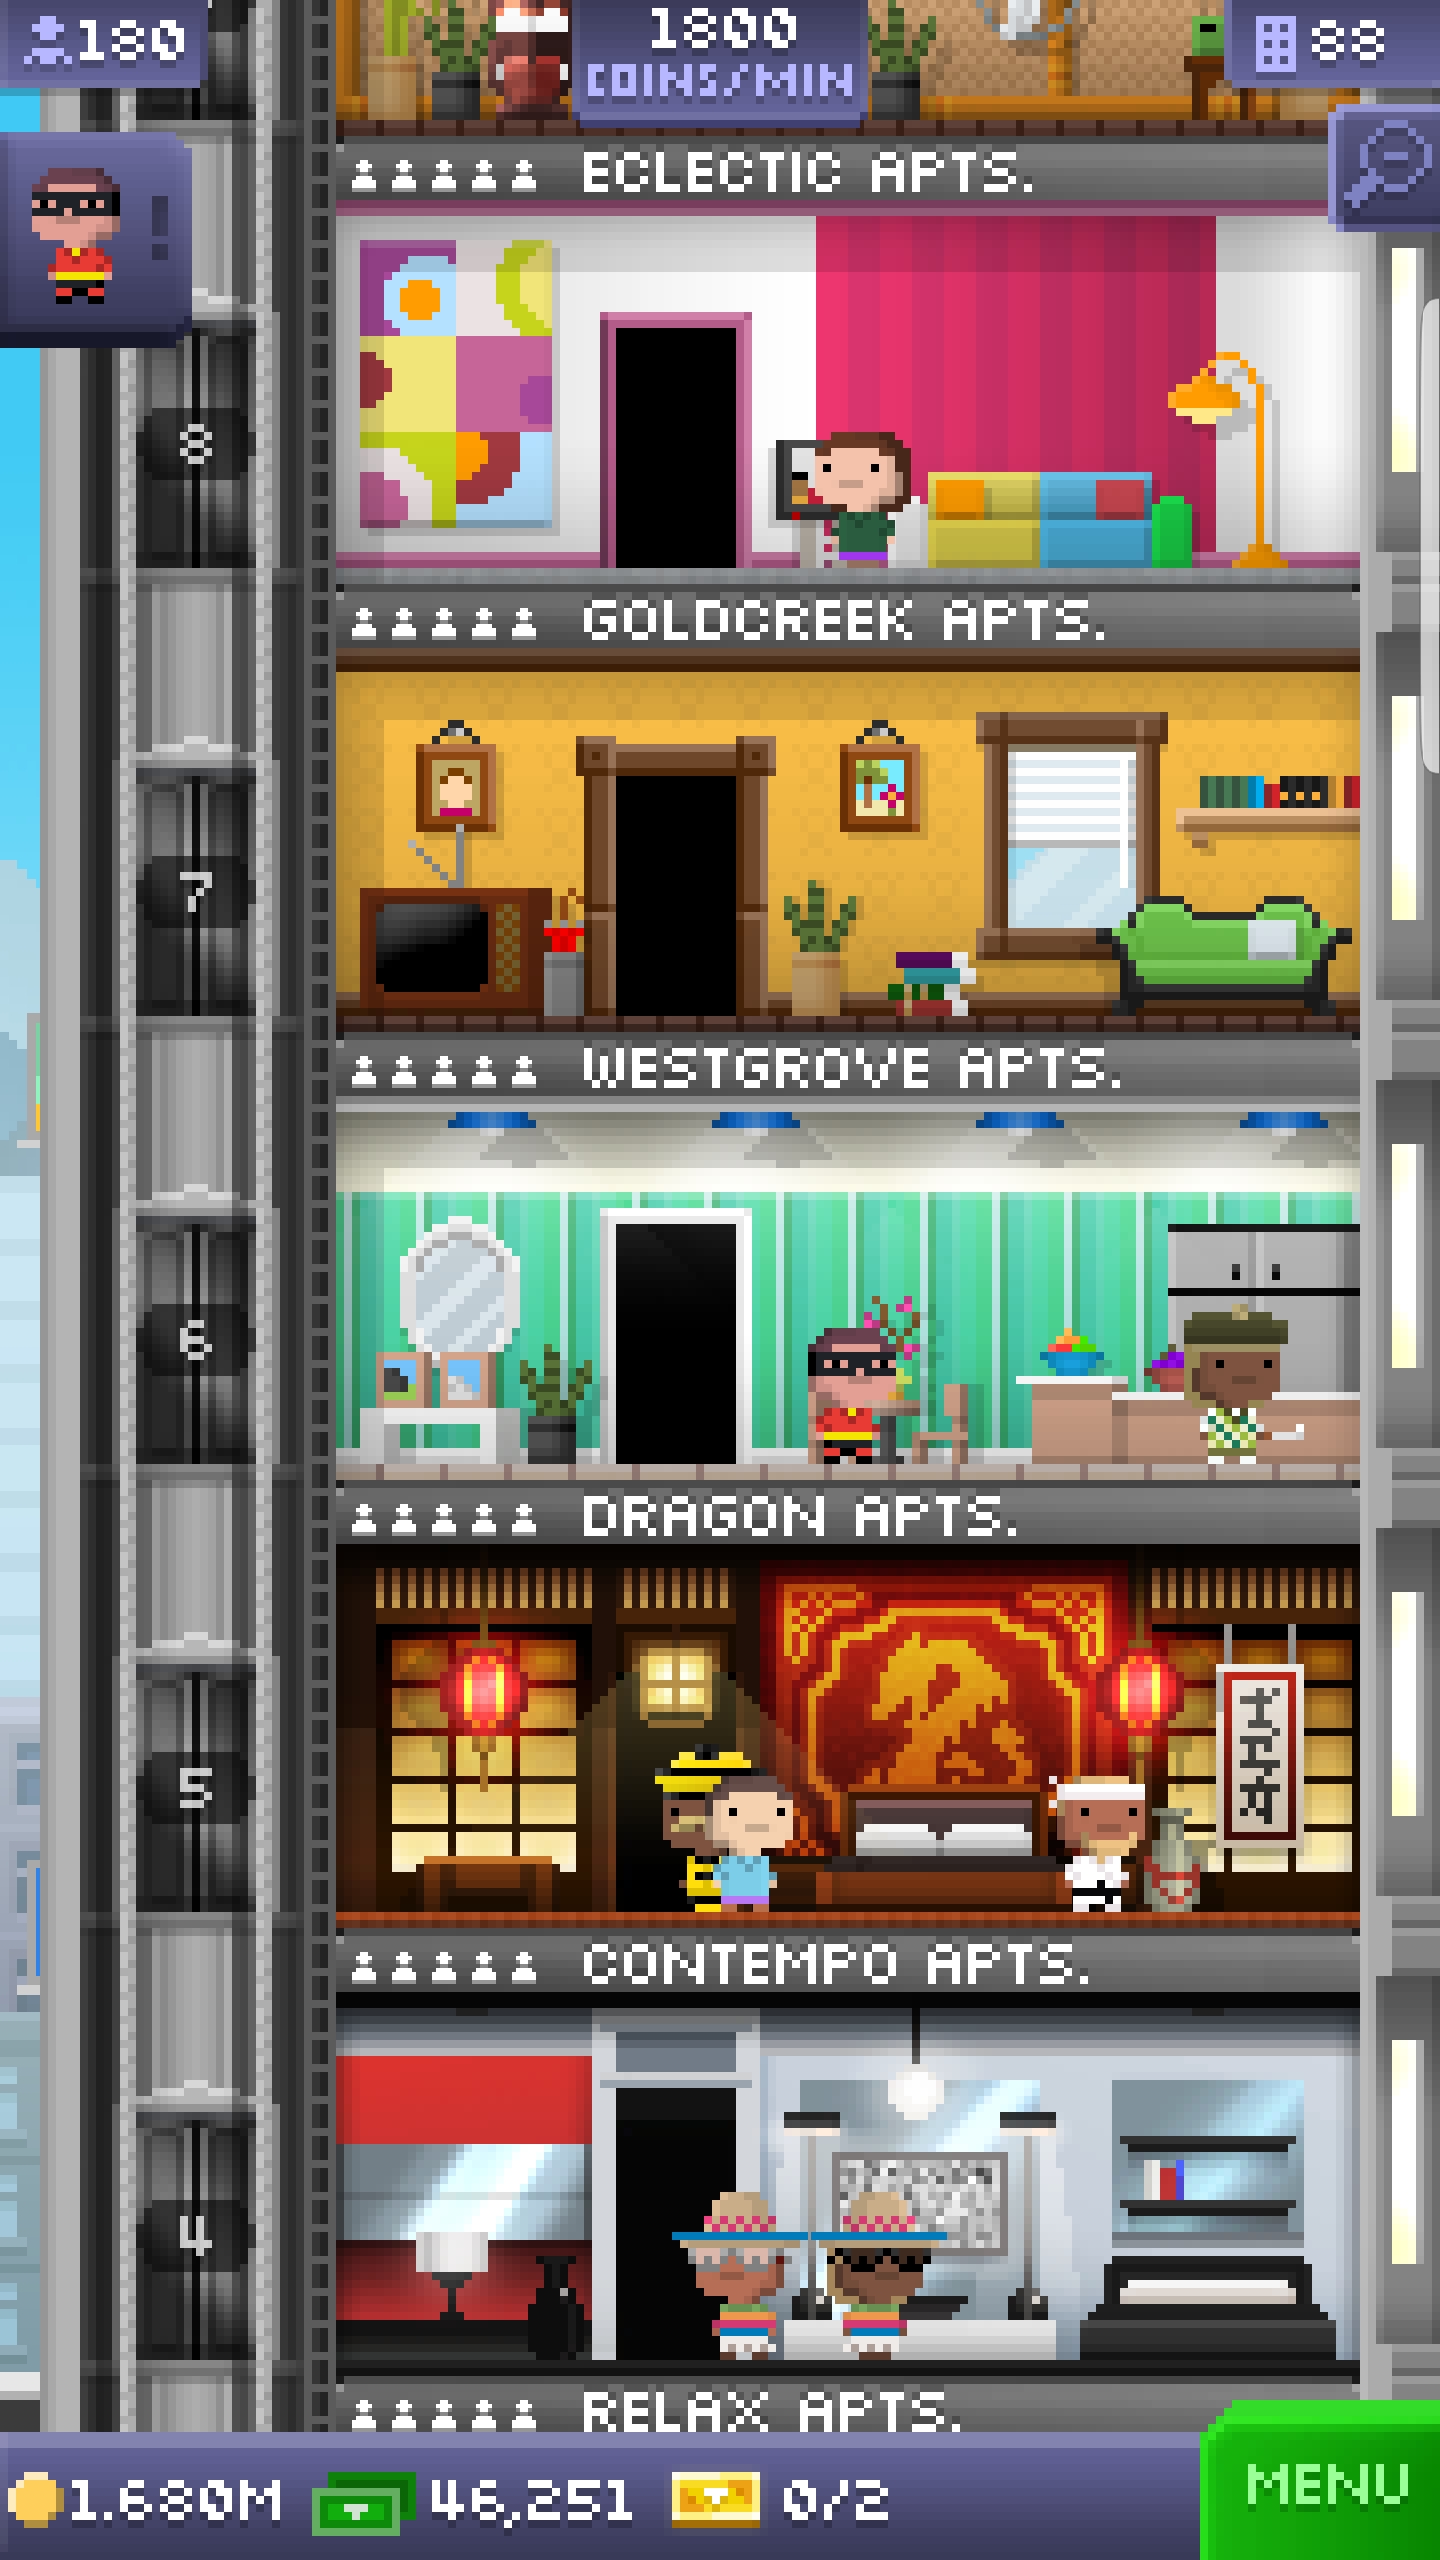 180
1800
COINS/MIN
88
!
ECLECTIC APTS.
8
GOLDCREEK APTS.
7
WESTGROVE APTS.
6
DRAGON APTS.
5
CONTEMPO APTS.
4
RELAX APTS.
1.680M
46,251
0/2
MENU